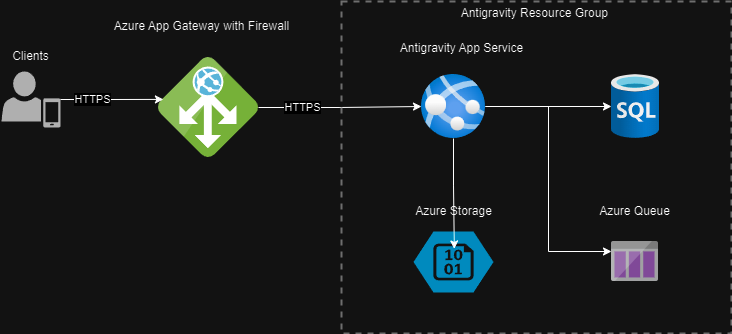 Antigravity Resource Group
Azure App Gateway with Firewall
Antigravity App Service
Clients
HTTPS
HTTPS
SQL
Azure Storage
Azure Queue
10
01